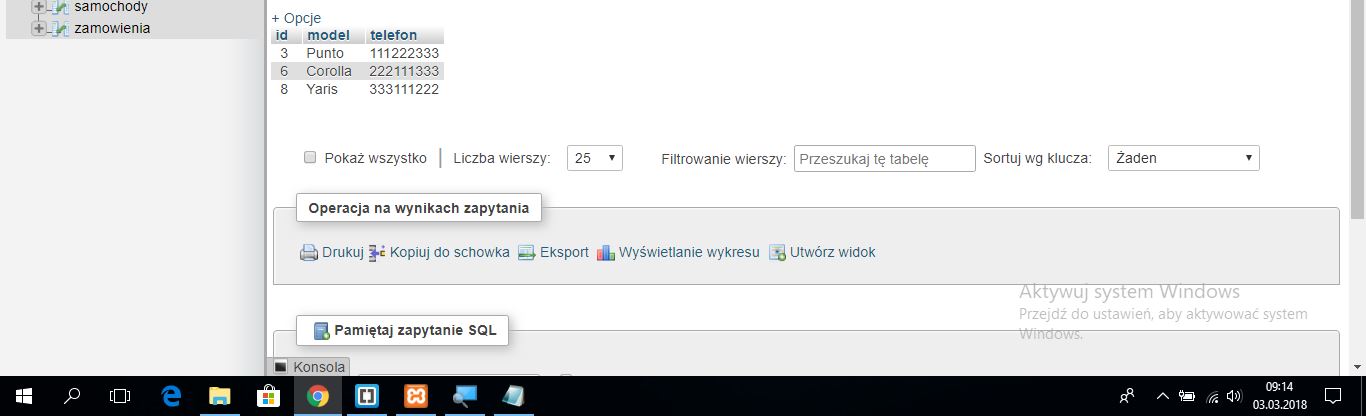 samochody
zamowienia
+ Opcje
id model telefon
3 Punto 111222333
6 Corolla 222111333
8 Yaris 333111222
Pokaż wszystko | Liczba wierszy: 25 Filtrowanie wierszy: Przeszukaj tę tabelę Sortuj wg klucza: Żaden
Operacja na wynikach zapytania
Drukuj Kopiuj do schowka Eksport Wyświetlanie wykresu Utwórz widok
Aktywuj system Windows
Przejdź do ustawień, aby aktywować system
Windows.
Pamiętaj zapytanie SQL
Konsola
09:14
03.03.2018